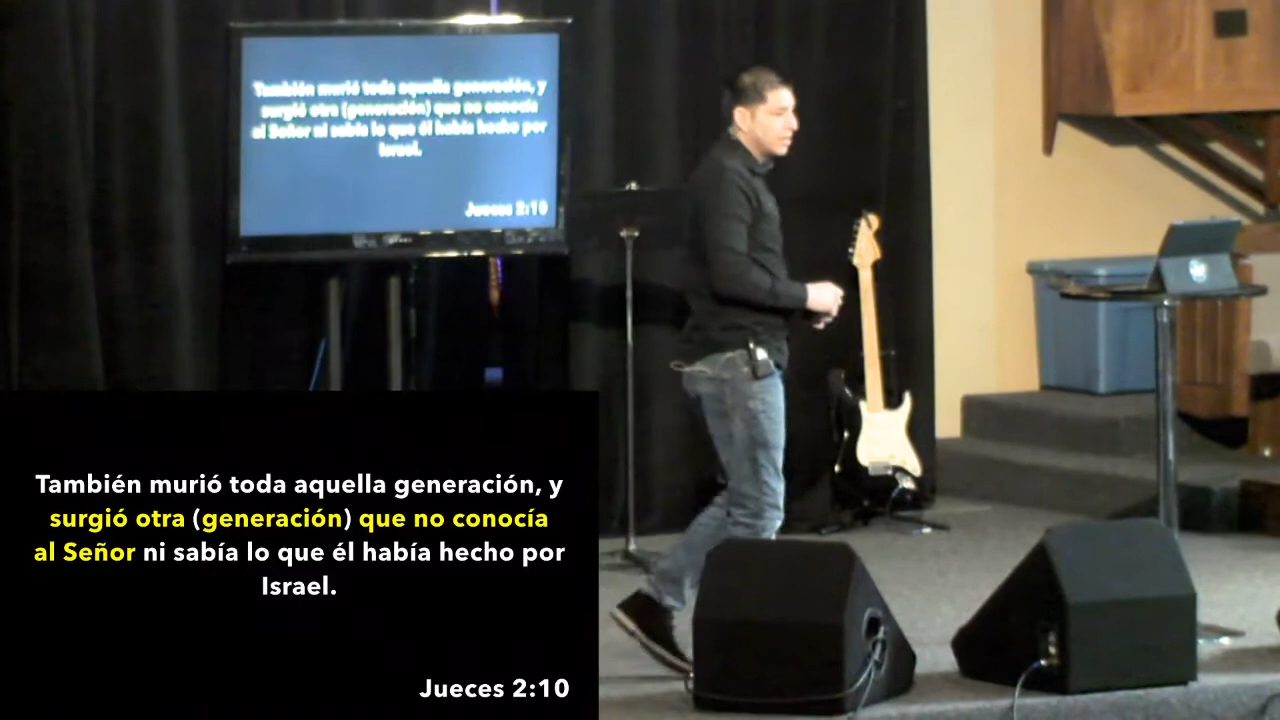 También murió toda aquella generación, y
surgió otra (generación) que no conocía
al Señor ni sabía lo que él había hecho por
Israel.
Jueces 2:10
También murió toda aquella generación, y
surgió otra (generación) que no conocía
al Señor ni sabía lo que él había hecho por
Israel.
Jueces 2:10